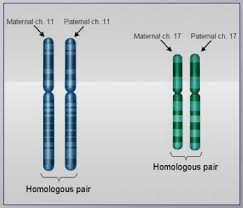 Maternal ch. 11
Paternal ch. 11
Maternal ch. 17
Paternal ch. 17
Homologous pair
Homologous pair